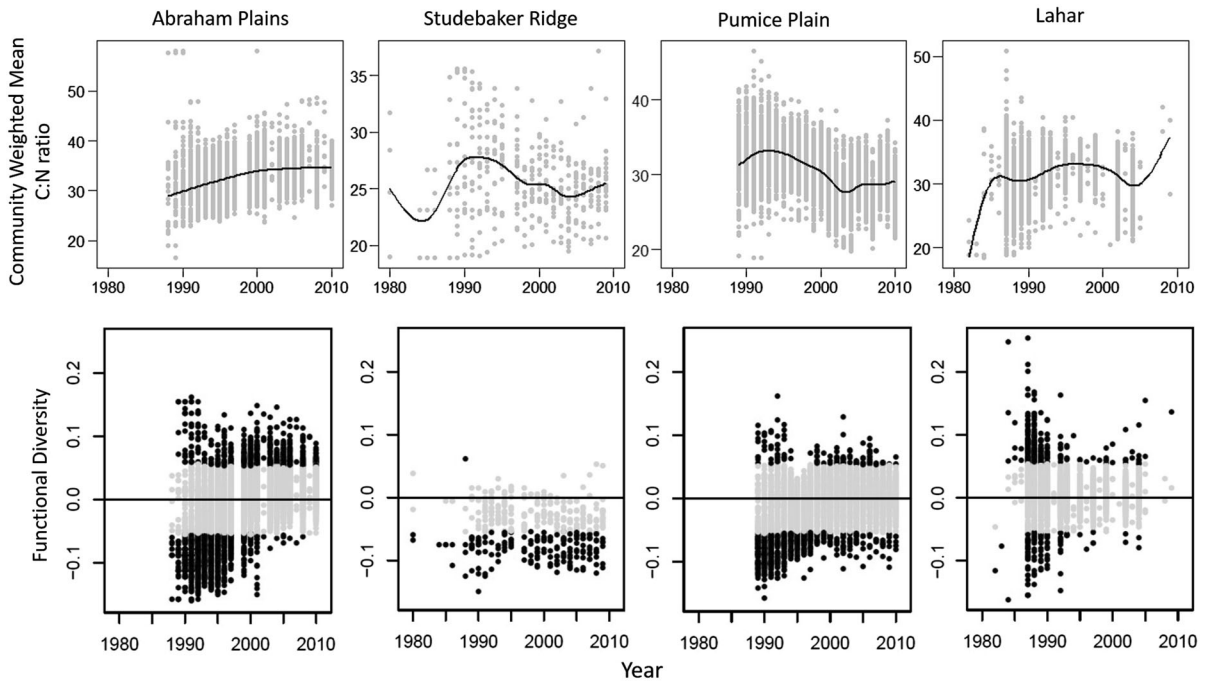 Abraham Plains Studebaker Ridge Pumice Plain Lahar
Community Weighted Mean
C:N ratio
50
40
30
20
1980 1990 2000 2010
35
30
25
20
1980 1990 2000 2010
40
30
20
1980 1990 2000 2010
50
40
30
20
1980 1990 2000 2010
Functional Diversity
0.2
0.1
0.0
−0.1
1980 1990 2000 2010
0.2
0.1
0.0
−0.1
1980 1990 2000 2010
0.2
0.1
0.0
−0.1
1980 1990 2000 2010
0.2
0.1
0.0
−0.1
1980 1990 2000 2010
Year